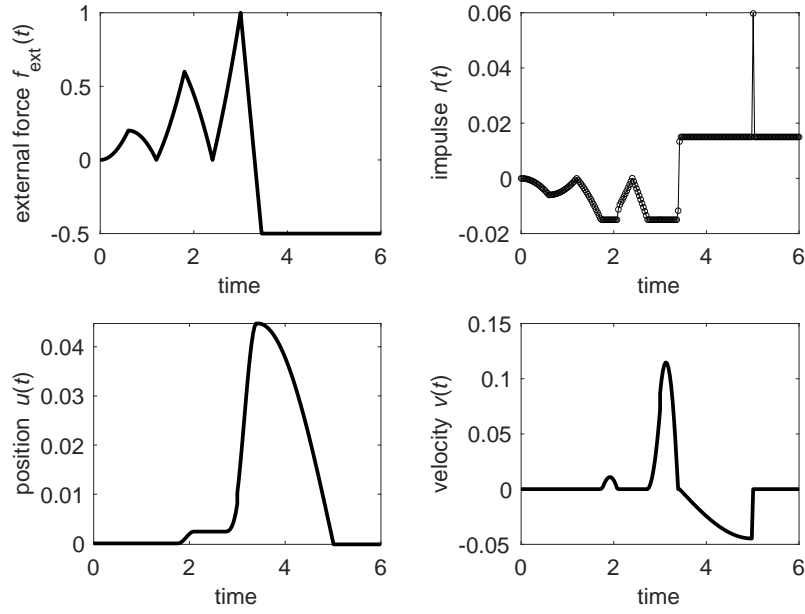 1
0.5
0
-0.5
0 2 4 6
time
external force f_ext(t)
0.06
0.04
0.02
0
-0.02
0 2 4 6
time
impulse r(t)
0.04
0.03
0.02
0.01
0
0 2 4 6
time
position u(t)
0.15
0.1
0.05
0
-0.05
0 2 4 6
time
velocity v(t)